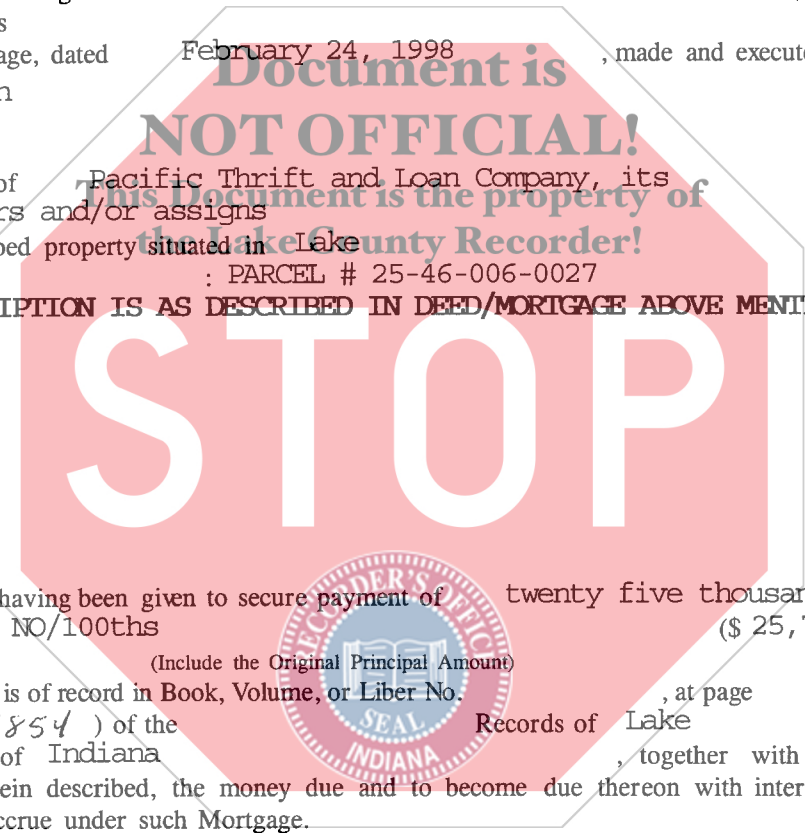 s
age, dated February 24, 1998 , made and execute
n
Document is
NOT OFFICIAL!
of Pacific Thrift and Loan Company, its
This Document is the property of
rs and/or assigns
bed property situated in Lake
the Lake County Recorder!
: PARCEL # 25-46-006-0027
IPTION IS AS DESCRIBED IN DEED/MORTGAGE ABOVE MENTI
STOP
having been given to secure payment of twenty five thousan
NO/100ths ($ 25,7
(Include the Original Principal Amount)
is of record in Book, Volume, or Liber No. , at page
854 ) of the Records of Lake
of Indiana , together with
ein described, the money due and to become due thereon with inter
ccrue under such Mortgage.
RECORDER'S OFFICE
SEAL
INDIANA